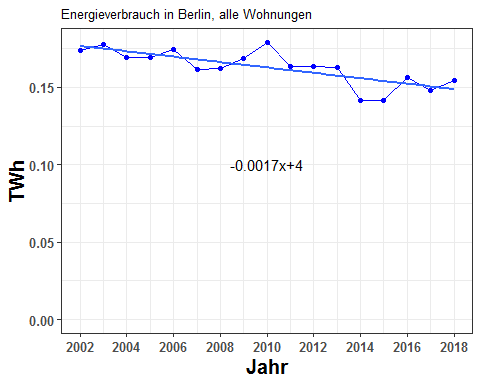 Energieverbrauch in Berlin, alle Wohnungen
0.15
0.10
0.05
0.00
TWh
-0.0017x+4
2002 2004 2006 2008 2010 2012 2014 2016 2018
Jahr